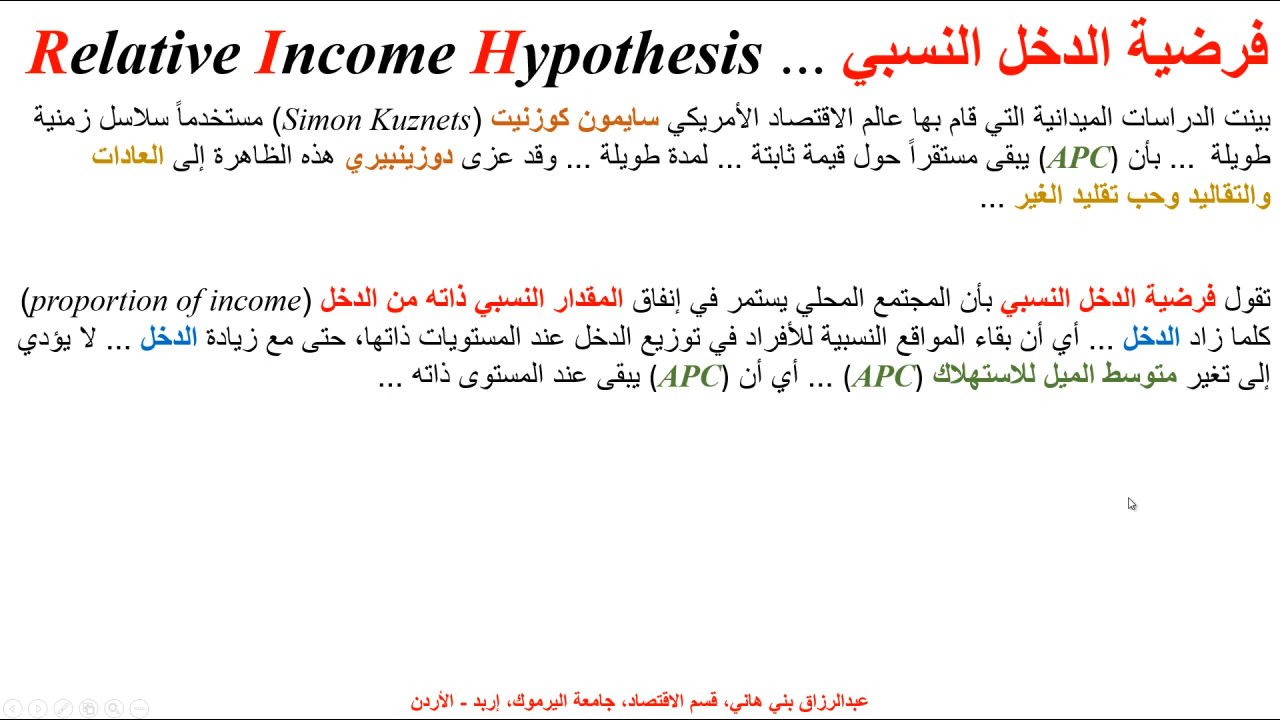 فرضية الدخل النسبي ... Relative Income Hypothesis
بينت الدراسات الميدانية التي قام بها عالم الاقتصاد الأمريكي سايمون كوزنيت (Simon Kuznets) مستخدماً سلاسل زمنية
طويلة ... بأن (APC) يبقى مستقراً حول قيمة ثابتة ... لمدة طويلة ... وقد عزى دوزينبيري هذه الظاهرة إلى العادات
والتقاليد وحب تقليد الغير ...
تقول فرضية الدخل النسبي بأن المجتمع المحلي يستمر في إنفاق المقدار النسبي ذاته من الدخل (proportion of income)
كلما زاد الدخل ... أي أن بقاء المواقع النسبية للأفراد في توزيع الدخل عند المستويات ذاتها، حتى مع زيادة الدخل ... لا يؤدي
إلى تغير متوسط الميل للاستهلاك (APC) ... أي أن (APC) يبقى عند المستوى ذاته ...
عبدالرزاق بني هاني، قسم الاقتصاد، جامعة اليرموك، إربد - الأردن